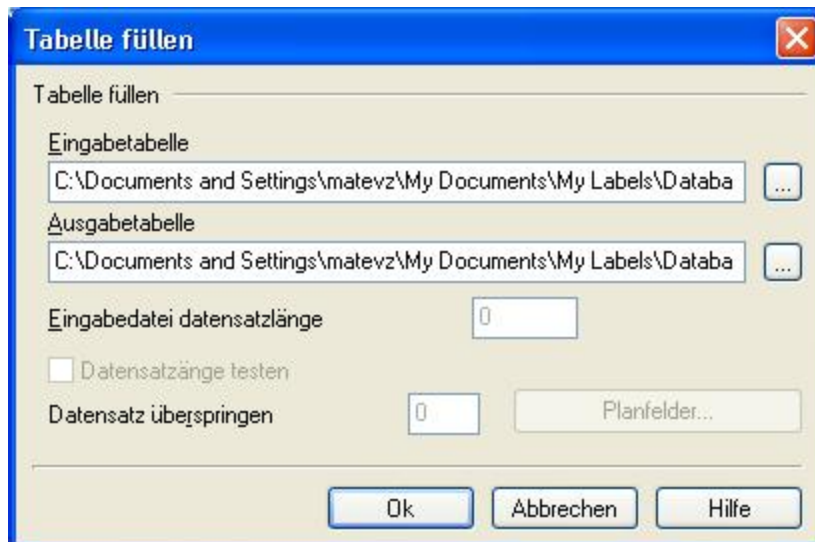 Tabelle füllen
Tabelle füllen
Eingabetabelle
C:\Documents and Settings\matevz\My Documents\My Labels\Databa
...
Ausgabetabelle
C:\Documents and Settings\matevz\My Documents\My Labels\Databa
...
Eingabedatei datensatzlänge
0
Datensatzänge testen
Datensatz überspringen
0
Planfelder...
Ok
Abbrechen
Hilfe